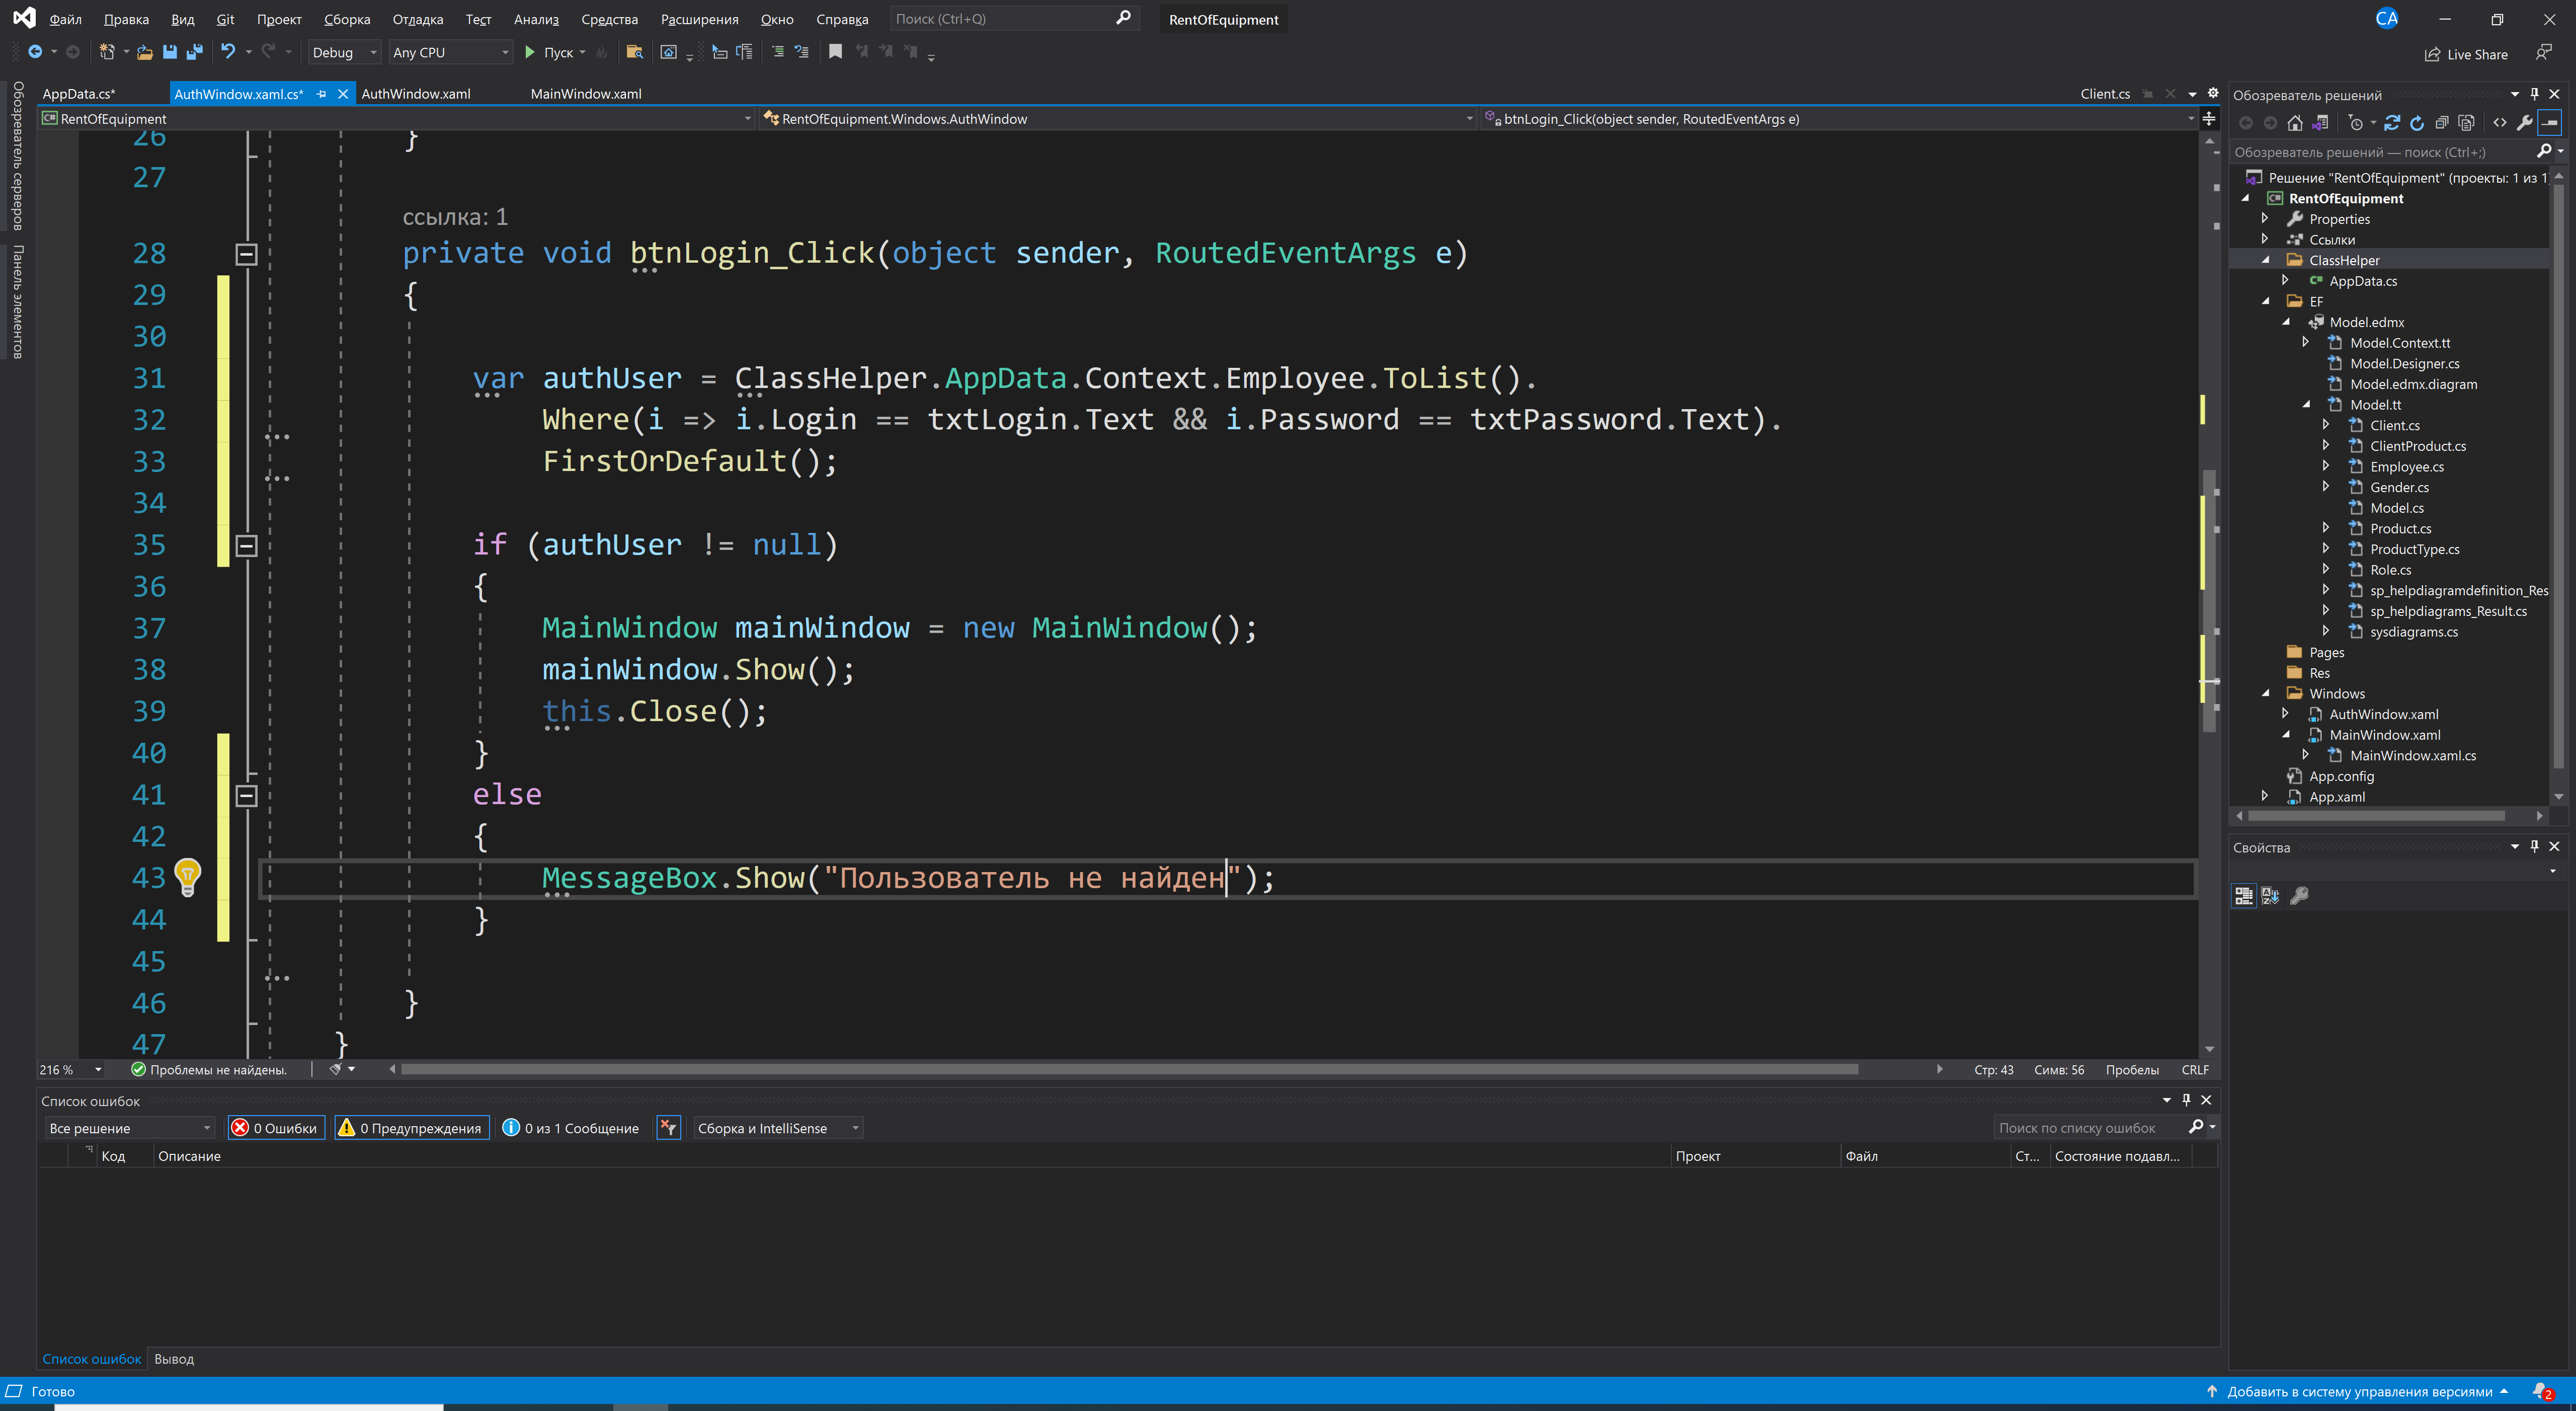 Файл Правка Вид Git Проект Сборка Отладка Тест Анализ Средства Расширения Окно Справка Поиск (Ctrl+Q) RentOfEquipment CA
Debug Any CPU Пуск Live Share
Обозреватель серверов
Панель элементов
AppData.cs* AuthWindow.xaml.cs* AuthWindow.xaml MainWindow.xaml Client.cs
RentOfEquipment RentOfEquipment.Windows.AuthWindow btnLogin_Click(object sender, RoutedEventArgs e)
26 }
27
ссылка: 1
28 private void btnLogin_Click(object sender, RoutedEventArgs e)
29 {
30
31 var authUser = ClassHelper.AppData.Context.Employee.ToList().
32 Where(i => i.Login == txtLogin.Text && i.Password == txtPassword.Text).
33 FirstOrDefault();
34
35 if (authUser != null)
36 {
37 MainWindow mainWindow = new MainWindow();
38 mainWindow.Show();
39 this.Close();
40 }
41 else
42 {
43 MessageBox.Show("Пользователь не найден");
44 }
45
46 }
47 }
216 % Проблемы не найдены. Стр: 43 Симв: 56 Пробелы CRLF
Список ошибок
Все решение 0 Ошибки 0 Предупреждения 0 из 1 Сообщение Сборка и IntelliSense Поиск по списку ошибок
Код Описание Проект Файл Ст... Состояние подавл...
Список ошибок Вывод
Обозреватель решений
Обозреватель решений — поиск (Ctrl+;)
Решение "RentOfEquipment" (проекты: 1 из 1
RentOfEquipment
Properties
Ссылки
ClassHelper
AppData.cs
EF
Model.edmx
Model.Context.tt
Model.Designer.cs
Model.edmx.diagram
Model.tt
Client.cs
ClientProduct.cs
Employee.cs
Gender.cs
Model.cs
Product.cs
ProductType.cs
Role.cs
sp_helpdiagramdefinition_Res
sp_helpdiagrams_Result.cs
sysdiagrams.cs
Pages
Res
Windows
AuthWindow.xaml
MainWindow.xaml
MainWindow.xaml.cs
App.config
App.xaml
Свойства
Готово Добавить в систему управления версиями 2